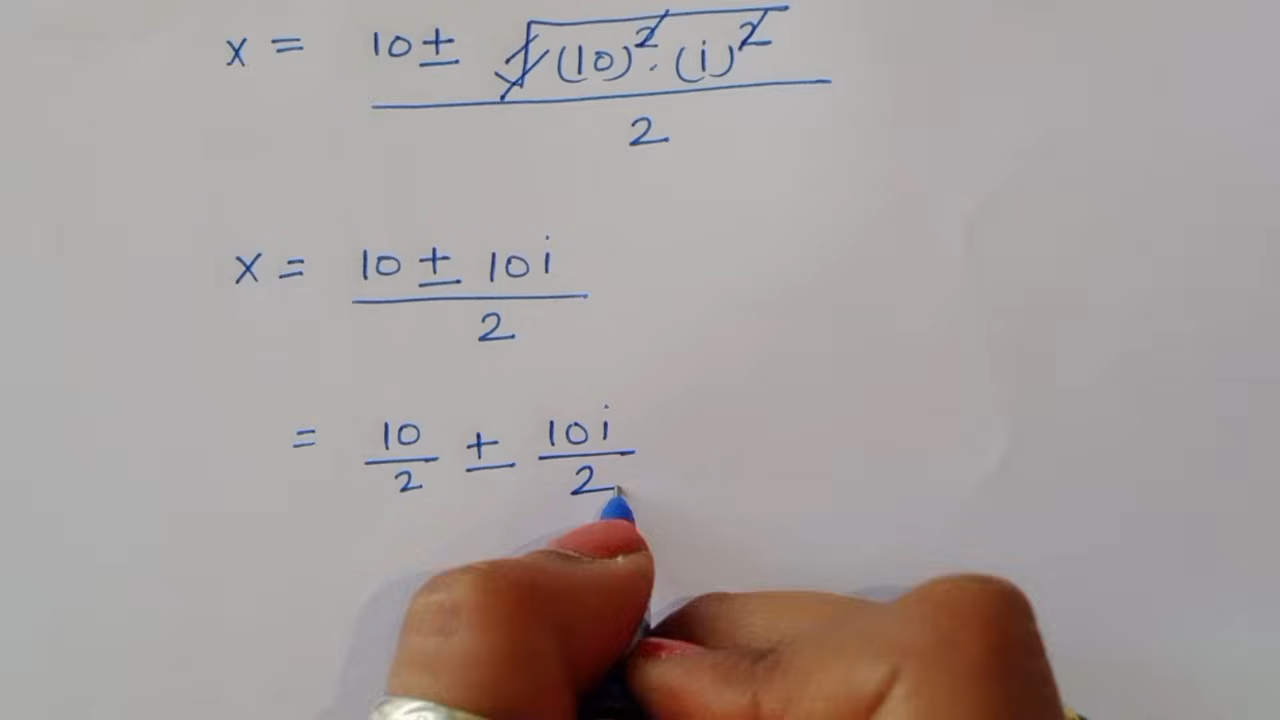 x = 10 ± √(10)² · (i)²
2
x = 10 ± 10i
2
= 10/2 ± 10i/2